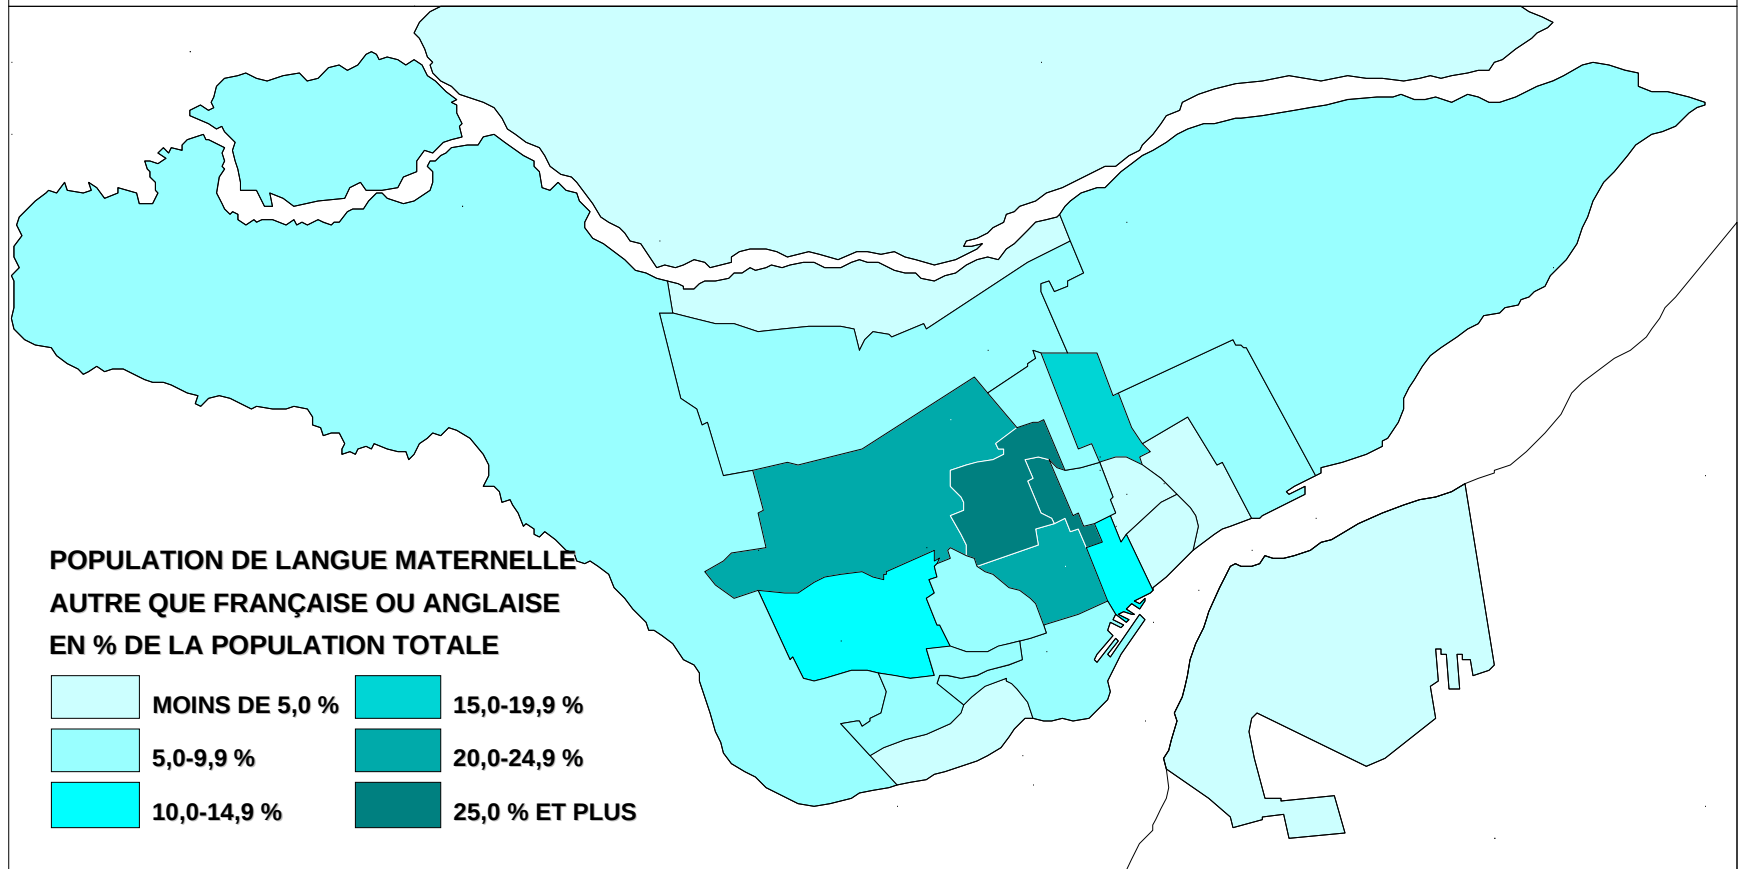 POPULATION DE LANGUE MATERNELLE
AUTRE QUE FRANÇAISE OU ANGLAISE
EN % DE LA POPULATION TOTALE
MOINS DE 5,0 %
5,0-9,9 %
10,0-14,9 %
15,0-19,9 %
20,0-24,9 %
25,0 % ET PLUS